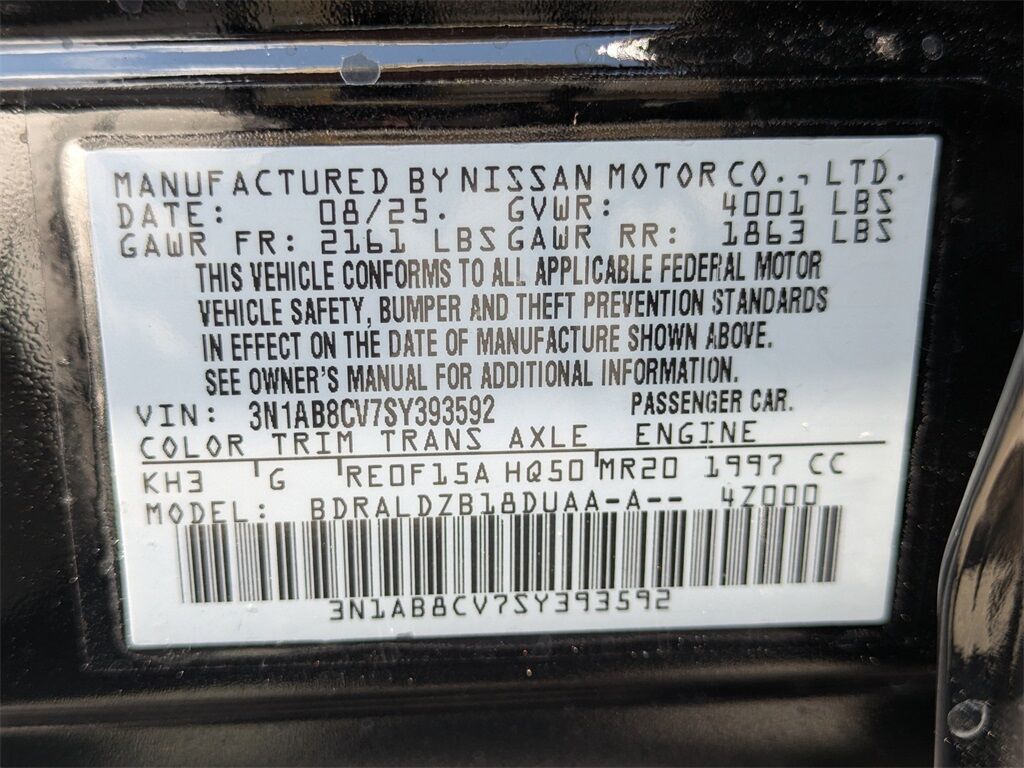 MANUFACTURED BY NISSAN MOTOR CO., LTD.
DATE: 08/25. GVWR: 4001 LBS
GAWR FR: 2161 LBS GAWR RR: 1863 LBS
THIS VEHICLE CONFORMS TO ALL APPLICABLE FEDERAL MOTOR
VEHICLE SAFETY, BUMPER AND THEFT PREVENTION STANDARDS
IN EFFECT ON THE DATE OF MANUFACTURE SHOWN ABOVE.
SEE OWNER'S MANUAL FOR ADDITIONAL INFORMATION.
VIN: 3N1AB8CV7SY393592 PASSENGER CAR.
COLOR TRIM TRANS AXLE ENGINE
KH3 G RE0F15A HQ50 MR20 1997 CC
MODEL: BDRALDZB18DUAA-A-- 4Z000
3N1AB8CV7SY393592